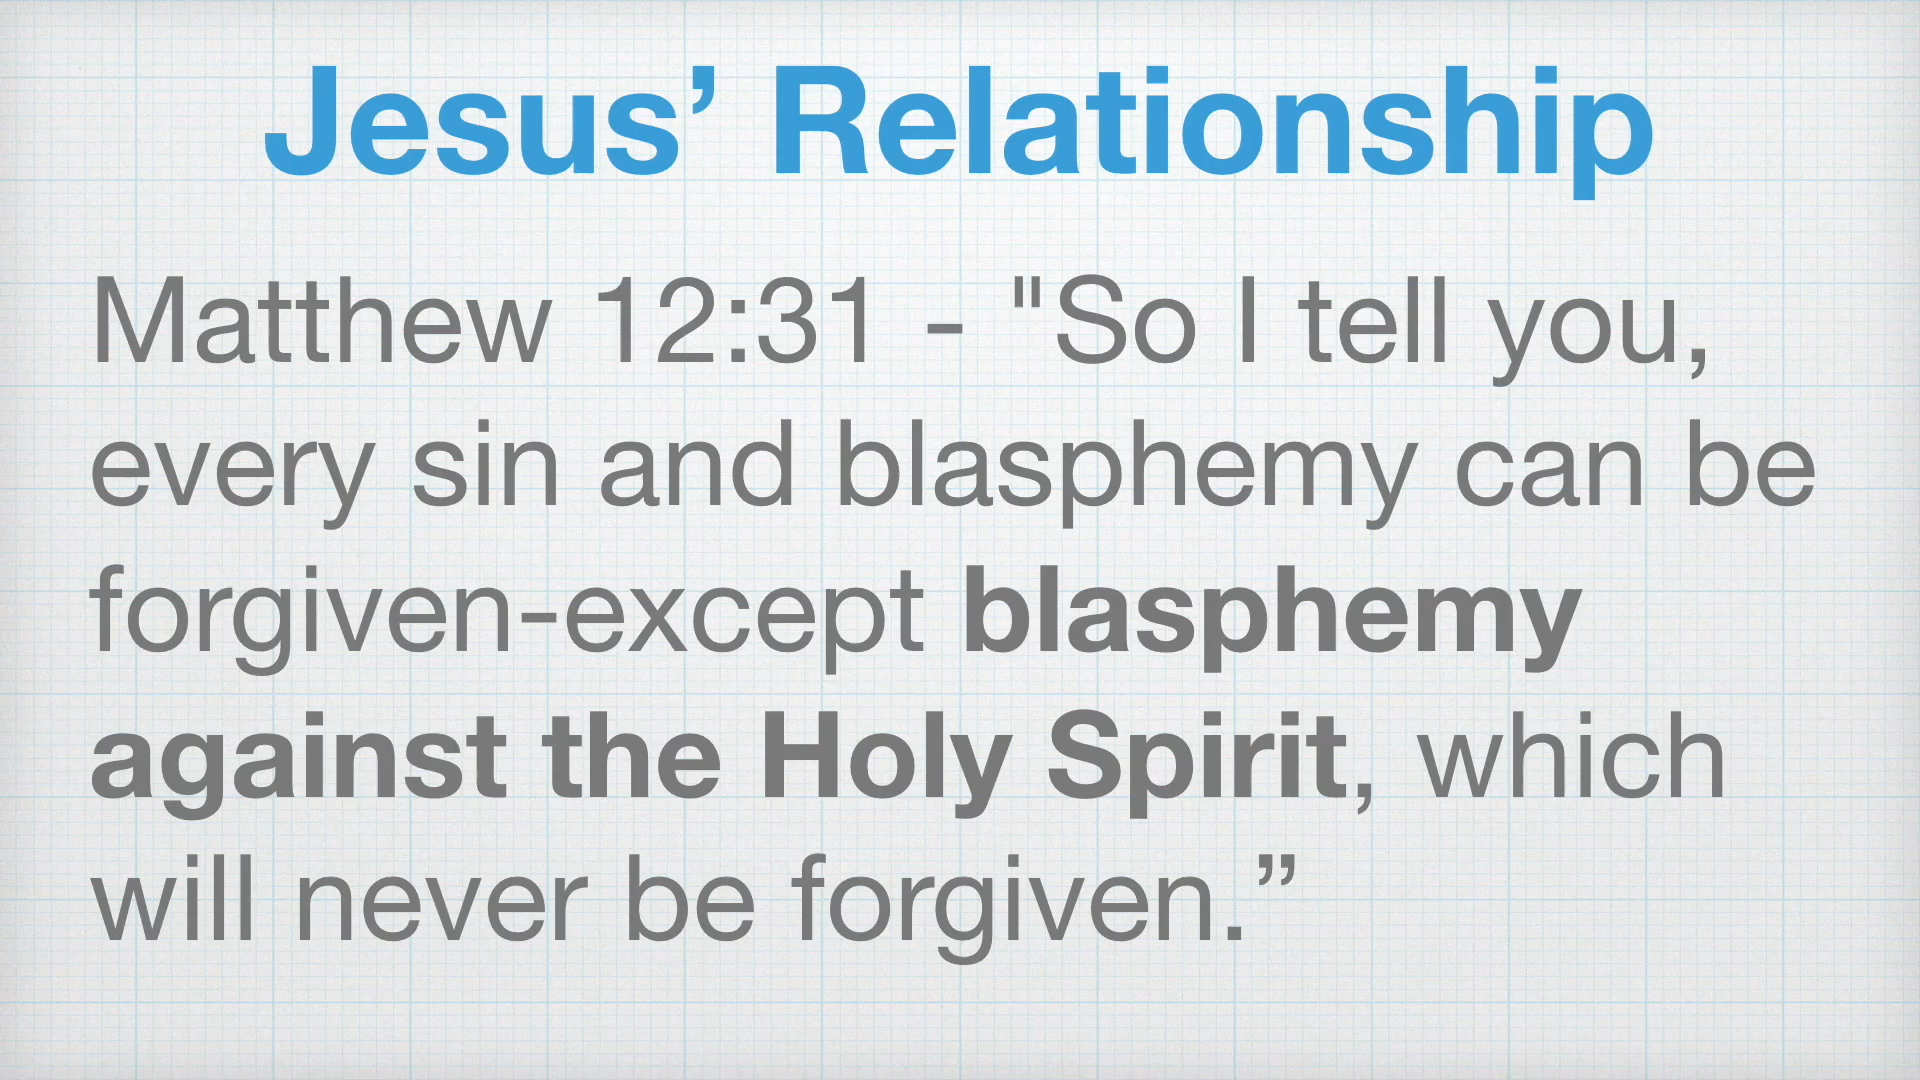 Jesus’ Relationship
Matthew 12:31 - "So I tell you,
every sin and blasphemy can be
forgiven-except blasphemy
against the Holy Spirit, which
will never be forgiven.”